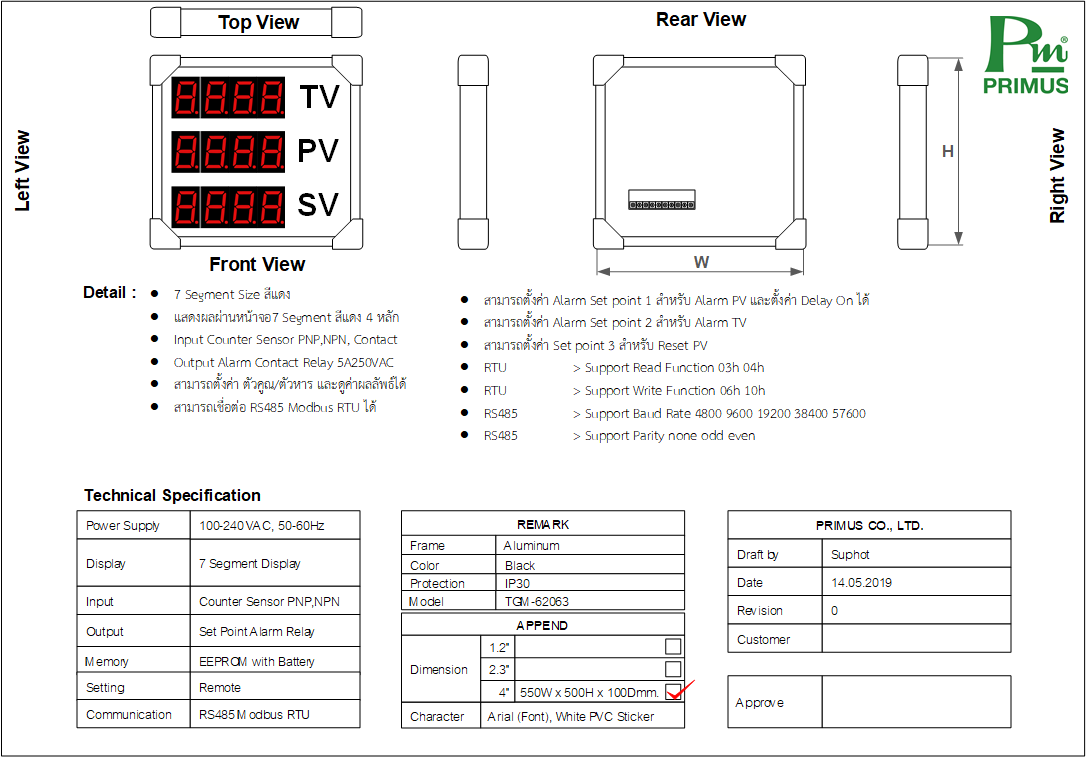 Top View
Rear View
Pm®
PRIMUS
Left View
8.8.8.8. TV
8.8.8.8. PV
8.8.8.8. SV
H
Right View
W
Front View
Detail :
● 7 Segment Size สีแดง
● แสดงผลผ่านหน้าจอ7 Segment สีแดง 4 หลัก
● Input Counter Sensor PNP,NPN, Contact
● Output Alarm Contact Relay 5A250VAC
● สามารถตั้งค่า ตัวคูณ/ตัวหาร และดูค่าผลลัพธ์ได้
● สามารถเชื่อต่อ RS485 Modbus RTU ได้
● สามารถตั้งค่า Alarm Set point 1 สำหรับ Alarm PV และตั้งค่า Delay On ได้
● สามารถตั้งค่า Alarm Set point 2 สำหรับ Alarm TV
● สามารถตั้งค่า Set point 3 สำหรับ Reset PV
● RTU > Support Read Function 03h 04h
● RTU > Support Write Function 06h 10h
● RS485 > Support Baud Rate 4800 9600 19200 38400 57600
● RS485 > Support Parity none odd even
Technical Specification
Power Supply 100-240VAC, 50-60Hz
Display 7 Segment Display
Input Counter Sensor PNP,NPN
Output Set Point Alarm Relay
Memory EEPROM with Battery
Setting Remote
Communication RS485 Modbus RTU
REMARK
Frame Aluminum
Color Black
Protection IP30
Model TGM-62063
APPEND
Dimension
1.2"
2.3"
4" 550W x 500H x 100Dmm.
Character Arial (Font), White PVC Sticker
PRIMUS CO., LTD.
Draft by Suphot
Date 14.05.2019
Revision 0
Customer
Approve